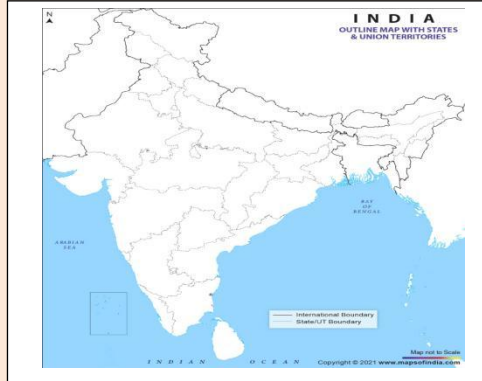 N
INDIA
OUTLINE MAP WITH STATES
& UNION TERRITORIES
ARABIAN
SEA
BAY
OF
BENGAL
International Boundary
State/UT Boundary
Map not to Scale
INDIAN OCEAN
Copyright © 2021 www.mapsofindia.com